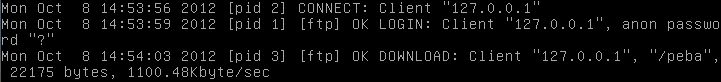 Mon Oct  8 14:53:56 2012 [pid 2] CONNECT: Client "127.0.0.1"
Mon Oct  8 14:53:59 2012 [pid 1] [ftp] OK LOGIN: Client "127.0.0.1", anon passwo
rd "?"
Mon Oct  8 14:54:03 2012 [pid 3] [ftp] OK DOWNLOAD: Client "127.0.0.1", "/peba",
 22175 bytes, 1100.48Kbyte/sec